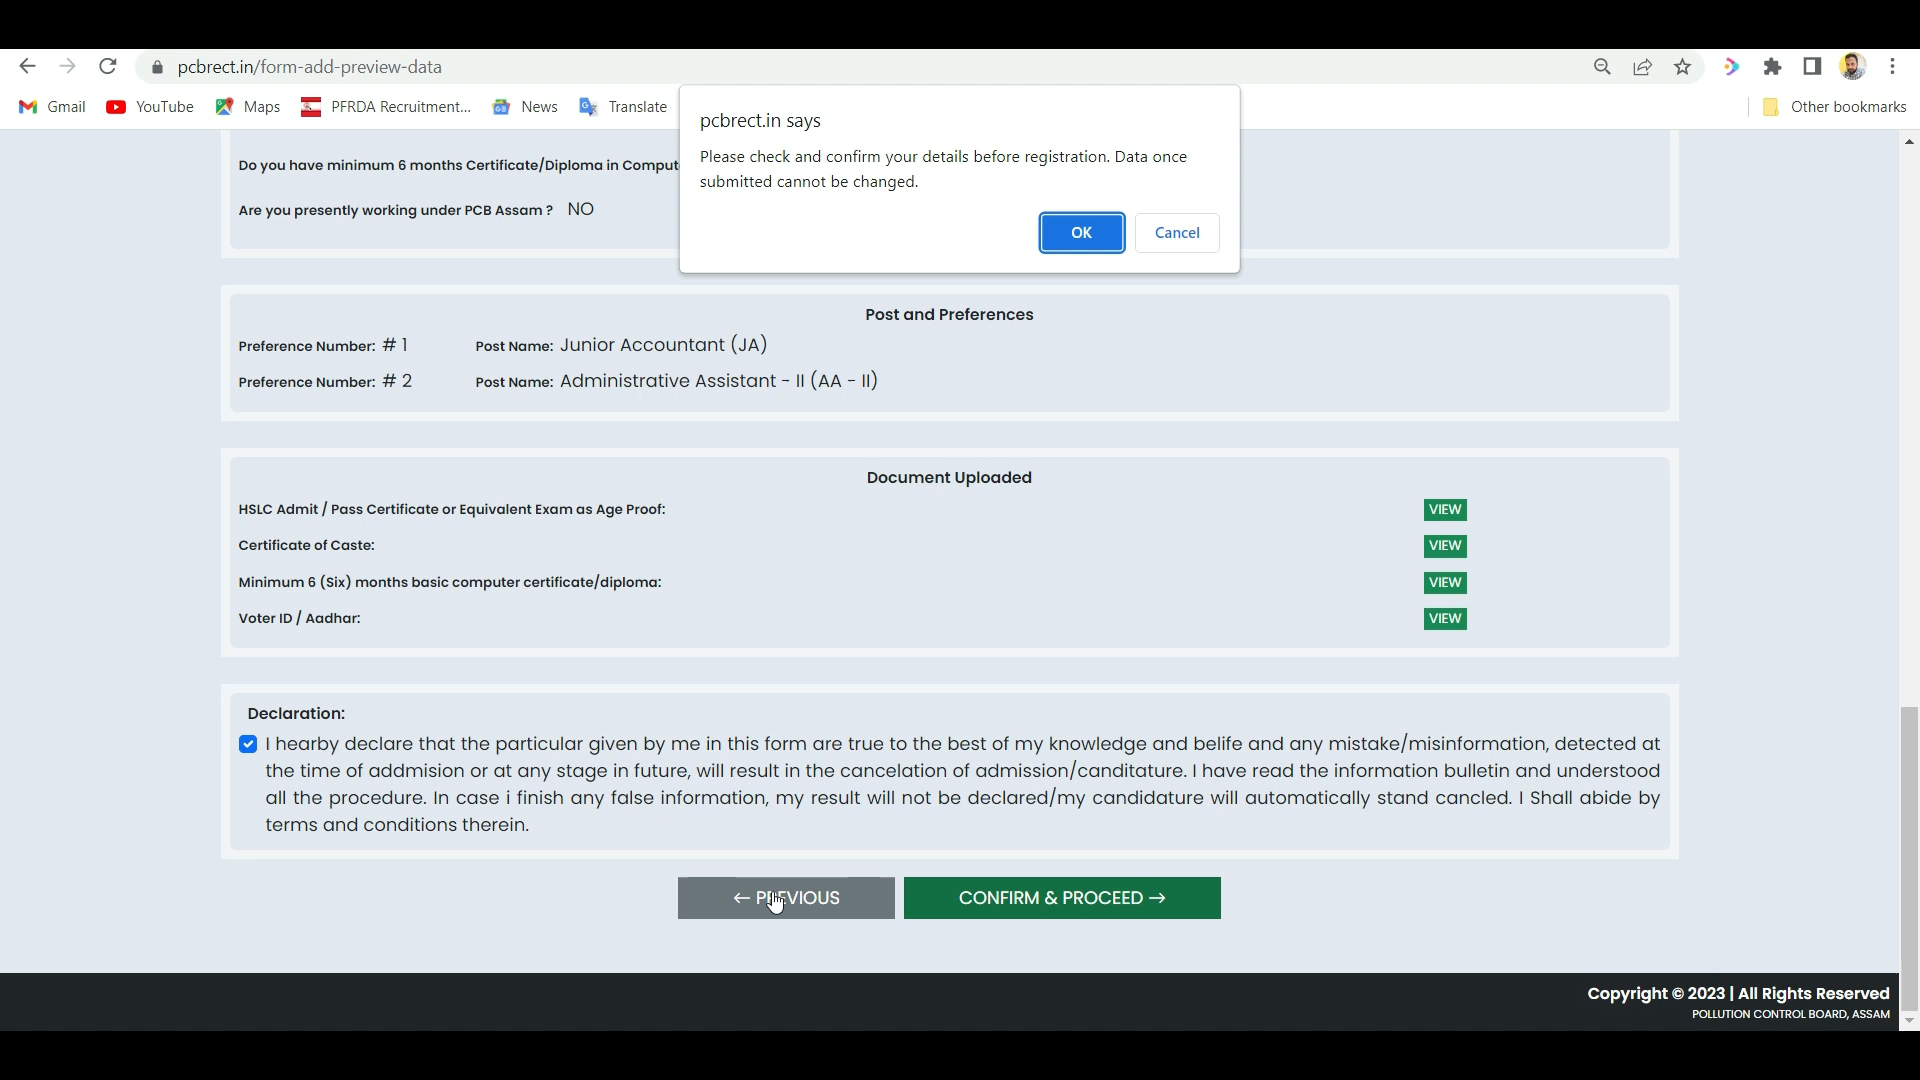 pcbrect.in/form-add-preview-data
Gmail YouTube Maps PFRDA Recruitment... News Translate Other bookmarks
pcbrect.in says
Please check and confirm your details before registration. Data once
submitted cannot be changed.
OK Cancel
Do you have minimum 6 months Certificate/Diploma in Comput
Are you presently working under PCB Assam ? NO
Post and Preferences
Preference Number: # 1 Post Name: Junior Accountant (JA)
Preference Number: # 2 Post Name: Administrative Assistant - II (AA - II)
Document Uploaded
HSLC Admit / Pass Certificate or Equivalent Exam as Age Proof: VIEW
Certificate of Caste: VIEW
Minimum 6 (Six) months basic computer certificate/diploma: VIEW
Voter ID / Aadhar: VIEW
Declaration:
I hearby declare that the particular given by me in this form are true to the best of my knowledge and belife and any mistake/misinformation, detected at
the time of addmision or at any stage in future, will result in the cancelation of admission/canditature. I have read the information bulletin and understood
all the procedure. In case i finish any false information, my result will not be declared/my candidature will automatically stand cancled. I Shall abide by
terms and conditions therein.
← PREVIOUS CONFIRM & PROCEED →
Copyright © 2023 | All Rights Reserved
POLLUTION CONTROL BOARD, ASSAM